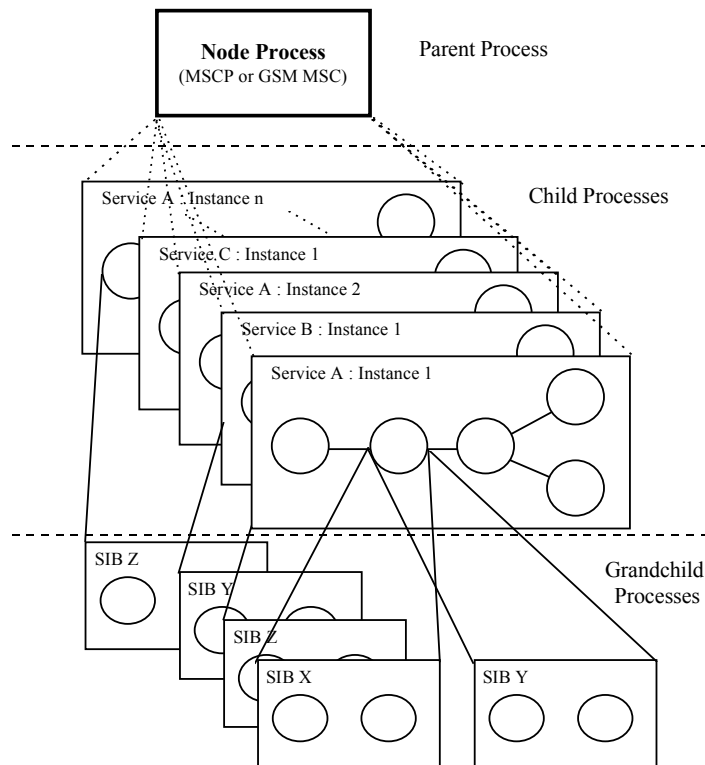 Node Process
(MSCP or GSM MSC)
Parent Process
Service A : Instance n
Child Processes
Service C : Instance 1
Service A : Instance 2
Service B : Instance 1
Service A : Instance 1
SIB Z
Grandchild
Processes
SIB Y
SIB Z
SIB X
SIB Y